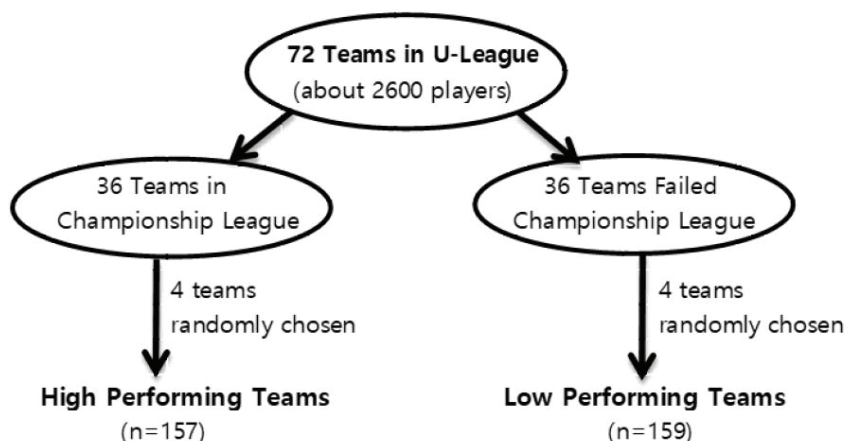 72 Teams in U-League
(about 2600 players)
36 Teams in
Championship League
36 Teams Failed
Championship League
4 teams
randomly chosen
4 teams
randomly chosen
High Performing Teams
(n=157)
Low Performing Teams
(n=159)